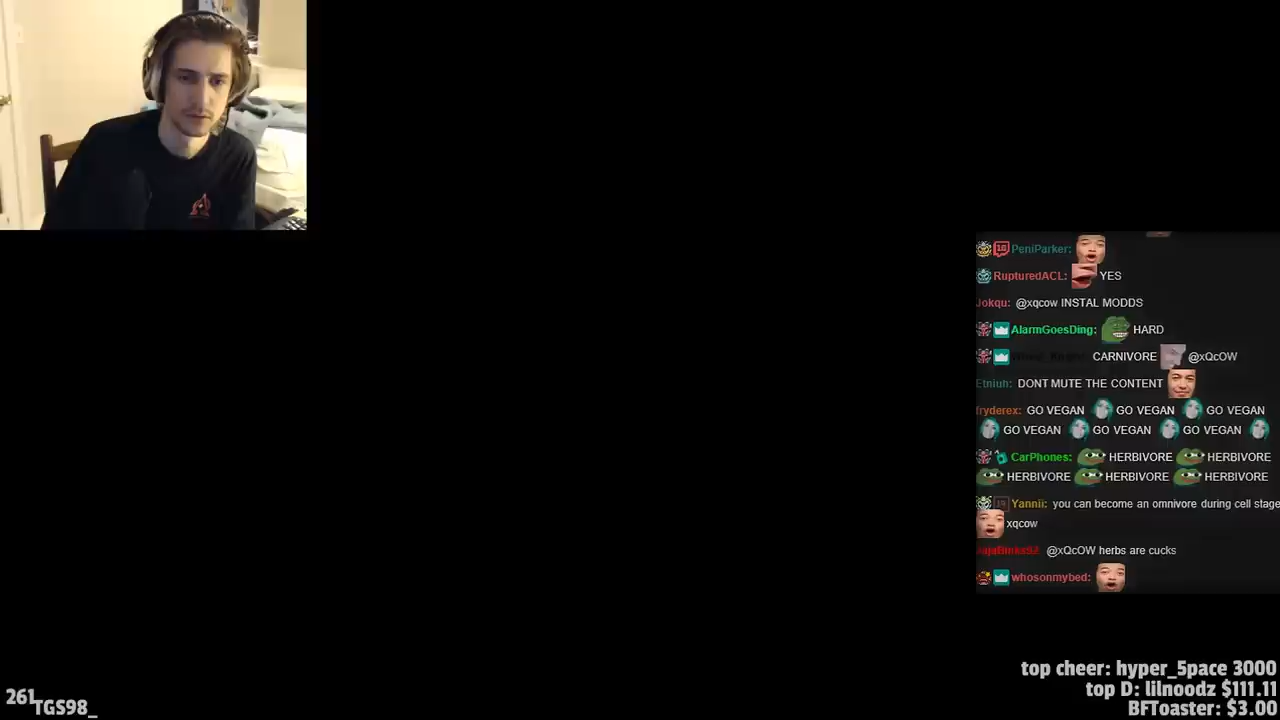 PeniParker:
RupturedACL: YES
Jokqu: @xqcow INSTAL MODDS
AlarmGoesDing: HARD
CARNIVORE @xQcOW
Etniuh: DONT MUTE THE CONTENT
fryderex: GO VEGAN GO VEGAN GO VEGAN
GO VEGAN GO VEGAN GO VEGAN
CarPhones: HERBIVORE HERBIVORE
HERBIVORE HERBIVORE HERBIVORE
Yannii: you can become an omnivore during cell stage
xqcow
@xQcOW herbs are cucks
whosonmybed:
top cheer: hyper_5pace 3000
top D: lilnoodz $111.11
BFToaster: $3.00
261
TGS98_